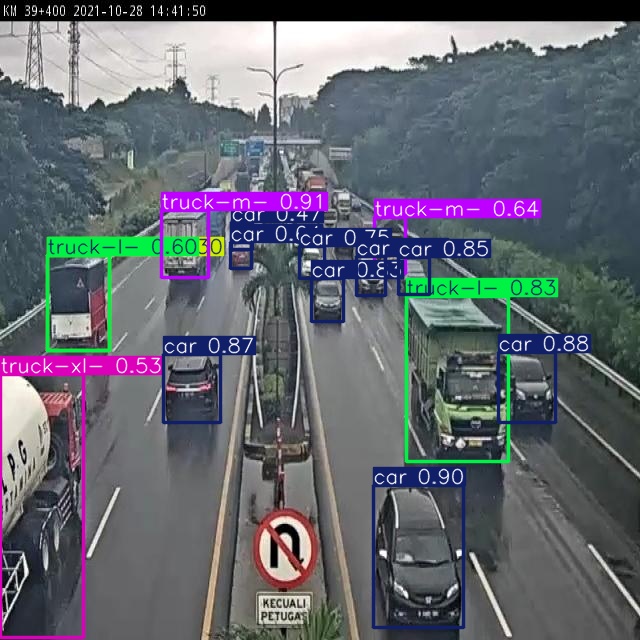 KM 39+400 2021-10-28 14:41:50
truck-m- 0.91
truck-m- 0.64
car 0.47
car 0.75
car 0.85
truck-l- 0.60
30
car
car 0.83
truck-l- 0.83
car 0.87
car 0.88
truck-xl- 0.53
car 0.90
P G
KECUALI
PETUGAS